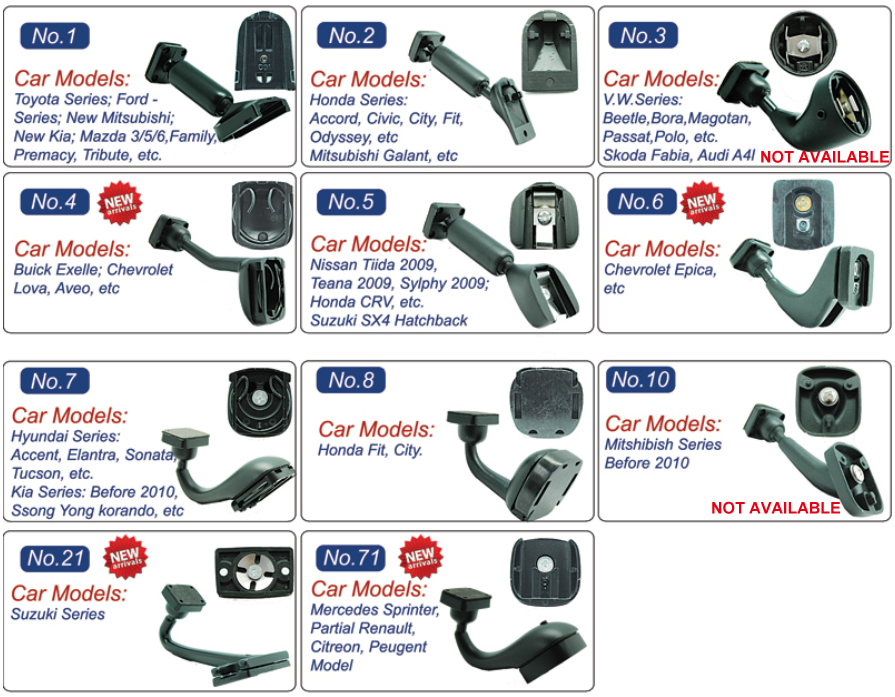 No.1
Car Models:
Toyota Series; Ford -
Series; New Mitsubishi;
New Kia; Mazda 3/5/6,Family,
Premacy, Tribute, etc.
No.2
Car Models:
Honda Series:
Accord, Civic, City, Fit,
Odyssey, etc
Mitsubishi Galant, etc
No.3
Car Models:
V.W.Series:
Beetle,Bora,Magotan,
Passat,Polo, etc.
Skoda Fabia, Audi A4l
NOT AVAILABLE
No.4
NEW
arrivals
Car Models:
Buick Exelle; Chevrolet
Lova, Aveo, etc
No.5
Car Models:
Nissan Tiida 2009,
Teana 2009, Sylphy 2009;
Honda CRV, etc.
Suzuki SX4 Hatchback
No.6
NEW
arrivals
Car Models:
Chevrolet Epica,
etc
No.7
Car Models:
Hyundai Series:
Accent, Elantra, Sonata,
Tucson, etc.
Kia Series: Before 2010,
Ssong Yong korando, etc
No.8
Car Models:
Honda Fit, City.
No.10
Car Models:
Mitshibish Series
Before 2010
NOT AVAILABLE
No.21
NEW
arrivals
Car Models:
Suzuki Series
No.71
NEW
arrivals
Car Models:
Mercedes Sprinter,
Partial Renault,
Citreon, Peugent
Model